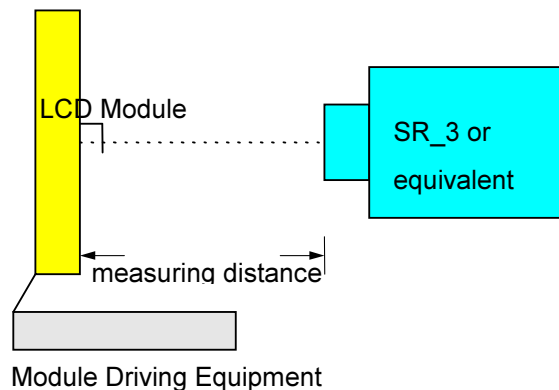 LCD Module
SR_3 or
equivalent
measuring distance
Module Driving Equipment